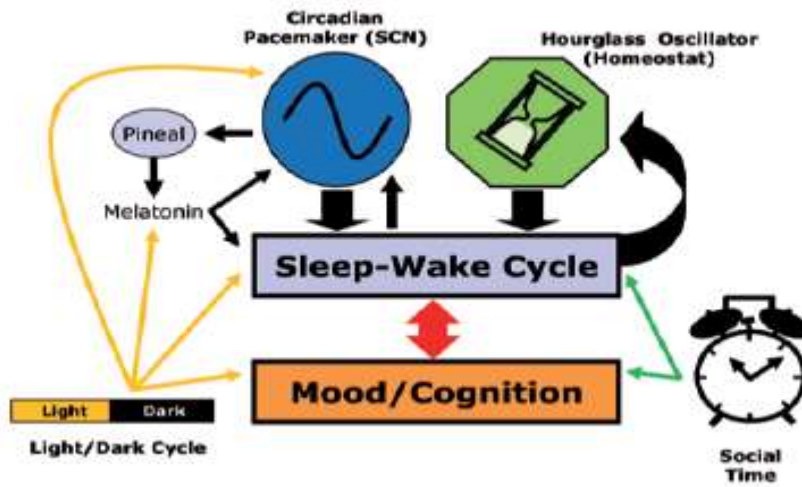 Circadian
Pacemaker (SCN)
Hourglass Oscillator
(Homeostat)
Pineal
Melatonin
Sleep-Wake Cycle
Mood/Cognition
Light Dark
Light/Dark Cycle
Social
Time